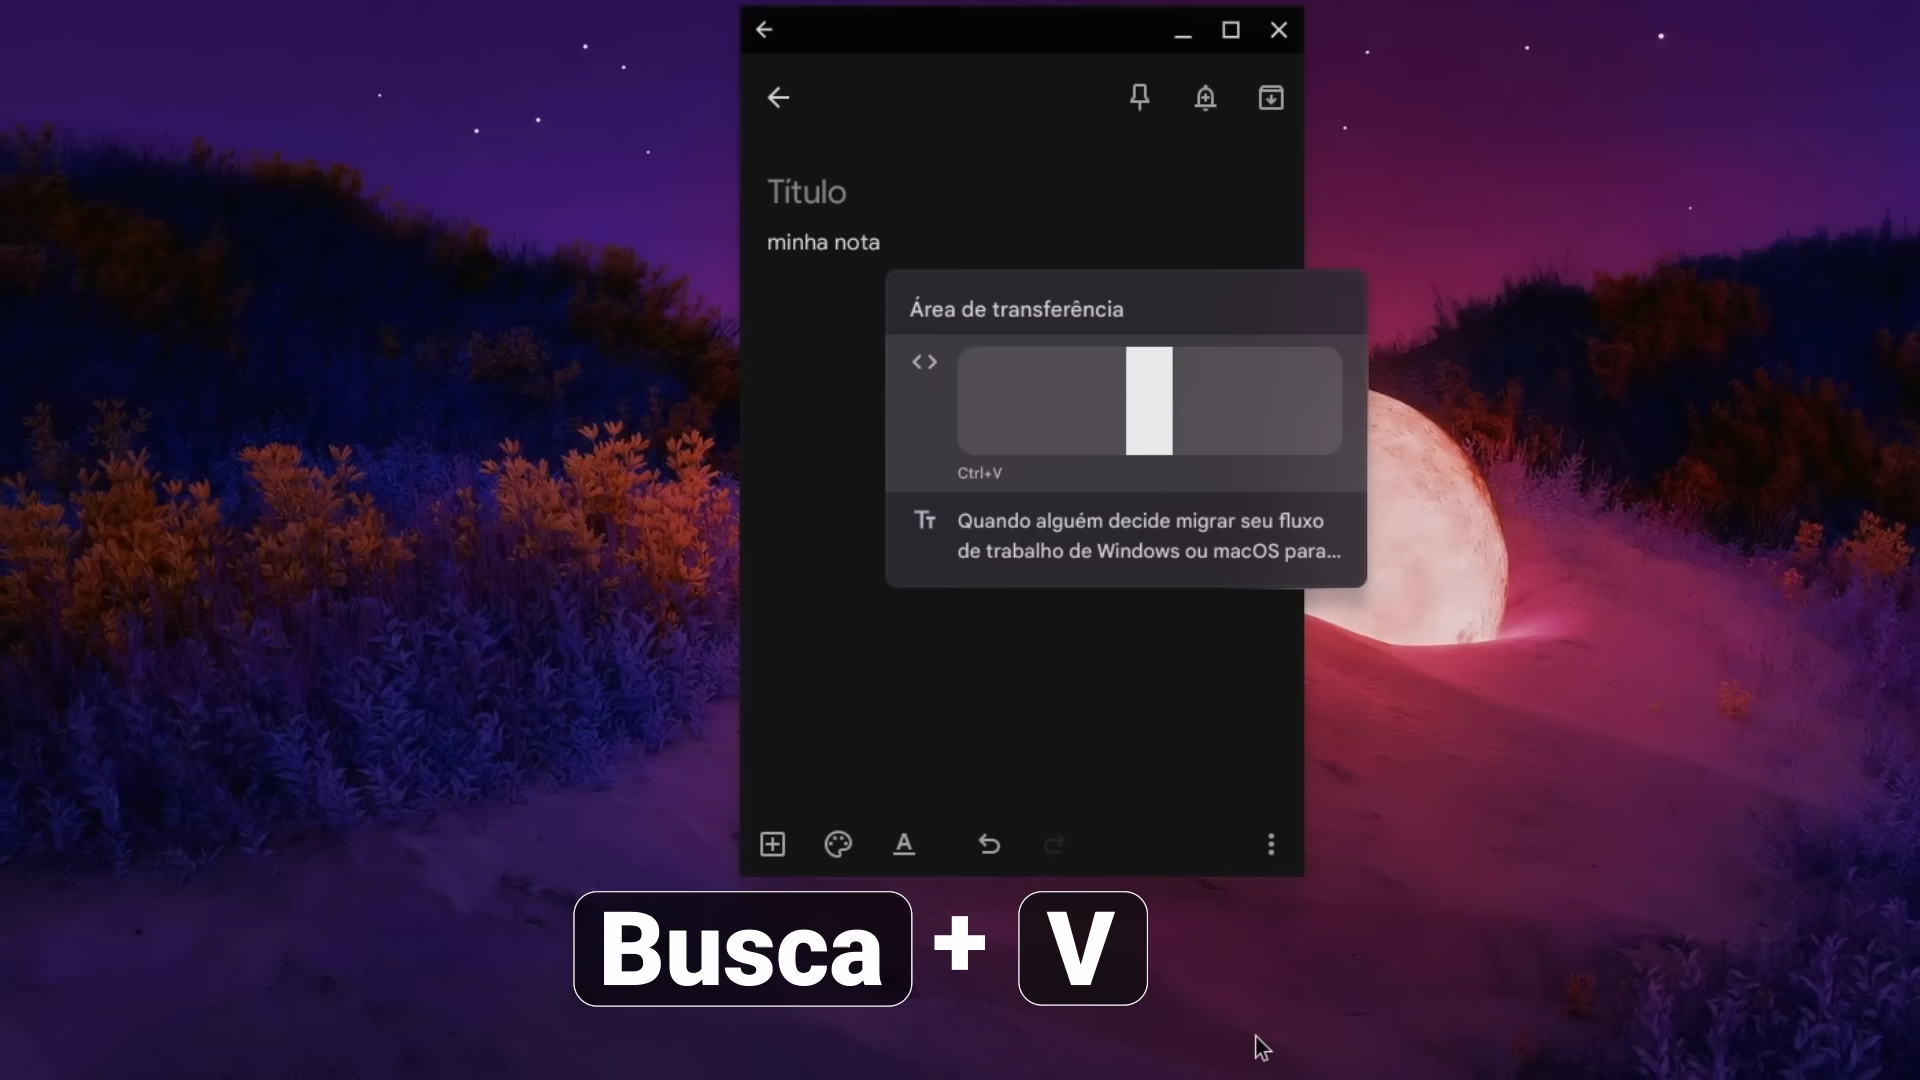 Título
minha nota
Área de transferência
Ctrl+V
Quando alguém decide migrar seu fluxo
de trabalho de Windows ou macOS para...
Busca + V